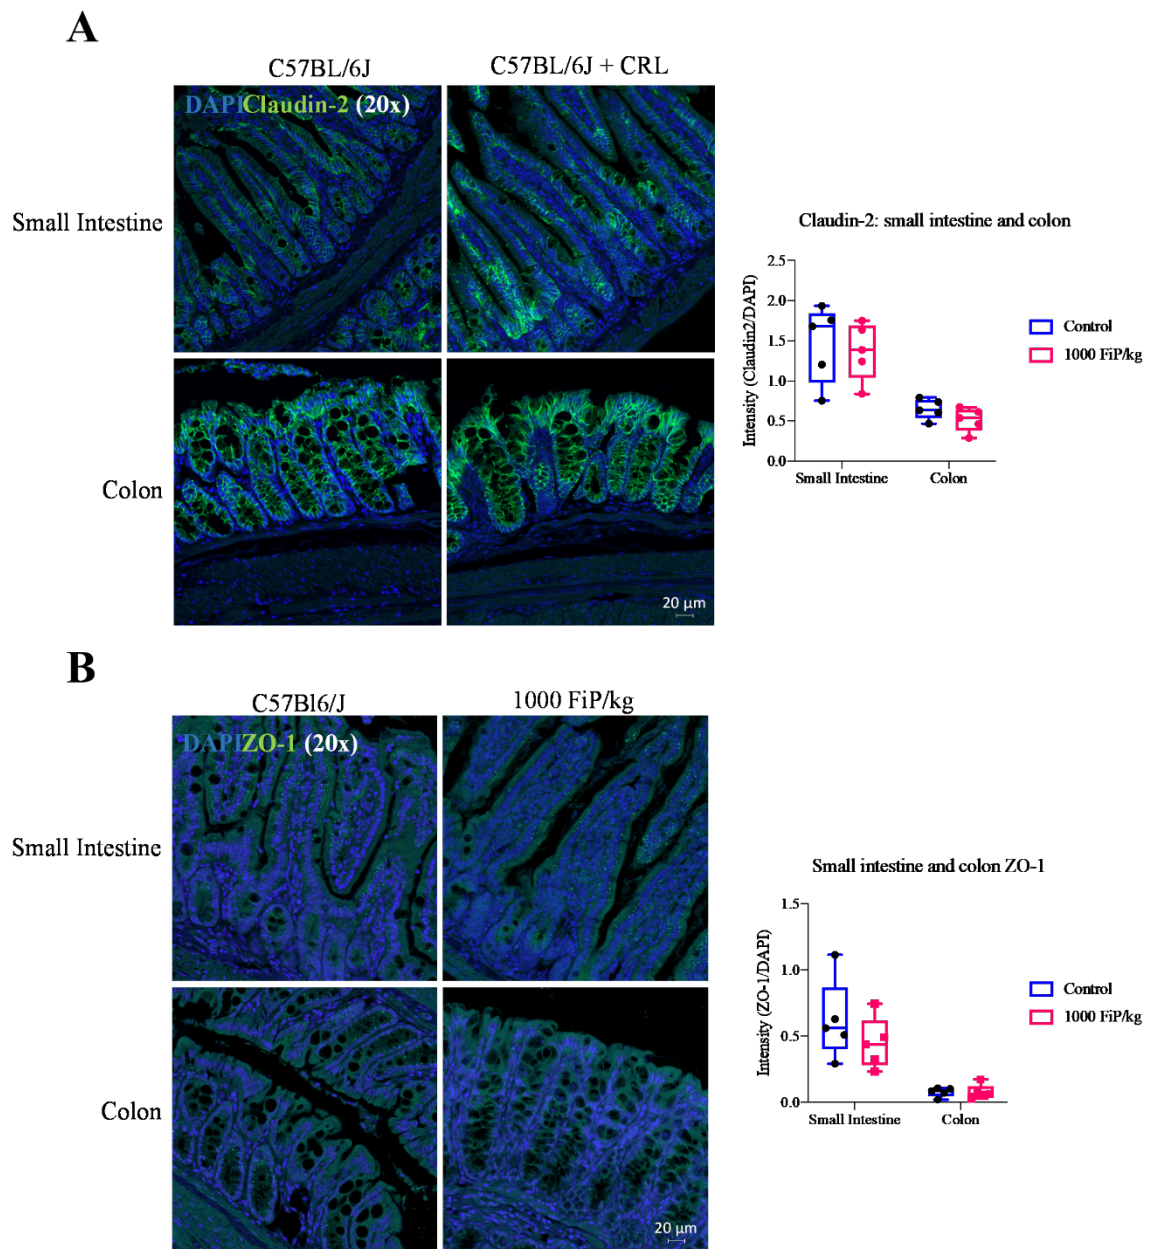 A
C57BL/6J
C57BL/6J + CRL
DAPIClaudin-2 (20x)
Small Intestine
Colon
20 µm
Claudin-2: small intestine and colon
Intensity (Claudin2/DAPI)
2.5
2.0
1.5
1.0
0.5
0.0
Small Intestine
Colon
Control
1000 FiP/kg
B
C57Bl6/J
1000 FiP/kg
DAPIZO-1 (20x)
Small Intestine
Colon
20 µm
Small intestine and colon ZO-1
Intensity (ZO-1/DAPI)
1.5
1.0
0.5
0.0
Small Intestine
Colon
Control
1000 FiP/kg